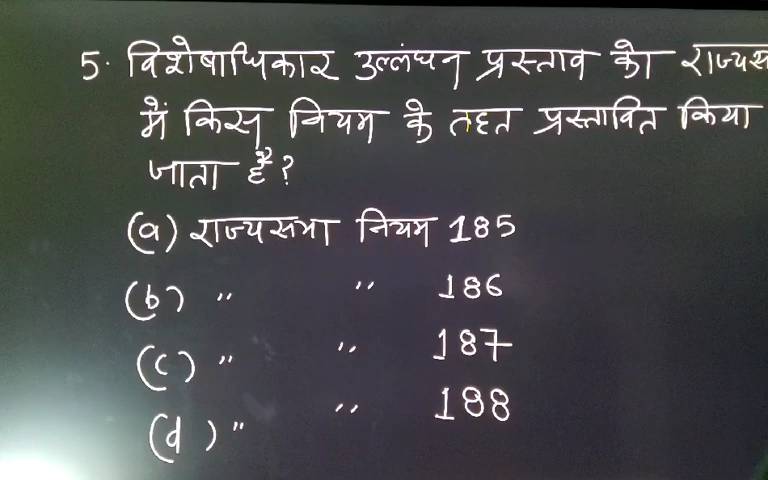 5. विशेषाधिकार उल्लंघन प्रस्ताव को राज्यस
में किस नियम के तहत प्रस्तावित किया
जाता है?
(a) राज्यसभा नियम 185
(b) " " 186
(c) " " 187
(d) " " 188